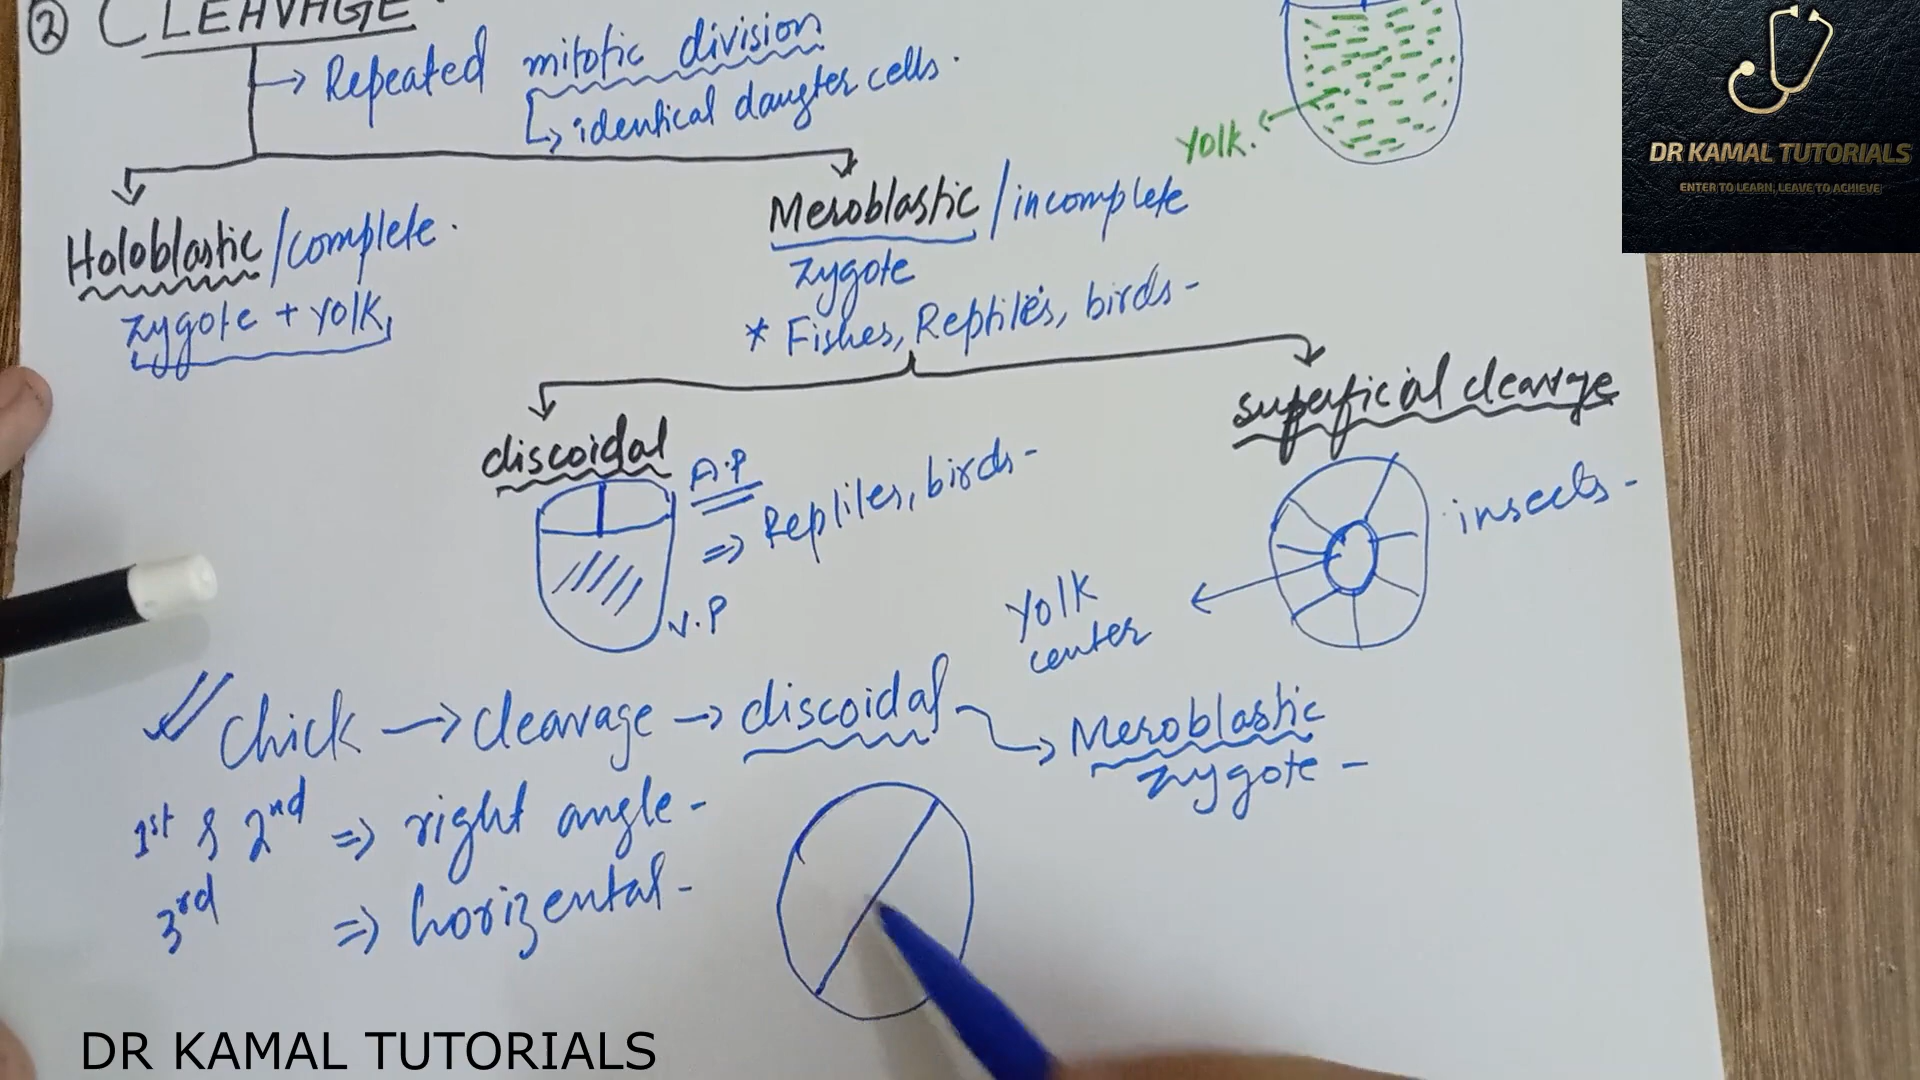 ② CLEAVAGE
→ Repeated mitotic division
↳ identical daugter cells.
Yolk.
DR KAMAL TUTORIALS
ENTER TO LEARN, LEAVE TO ACHIEVE
Holoblastic / complete.
zygote + Yolk
Meroblastic / incomplete
zygote
* Fishes, Reptiles, birds -
discoidal
A.P
⇒ Reptiles, birds -
V.P
superficial cleavage
insects -
Yolk
center
Chick → cleavage → discoidal → Meroblastic
zygote -
1st & 2nd ⇒ right angle -
3rd ⇒ horizental -
DR KAMAL TUTORIALS